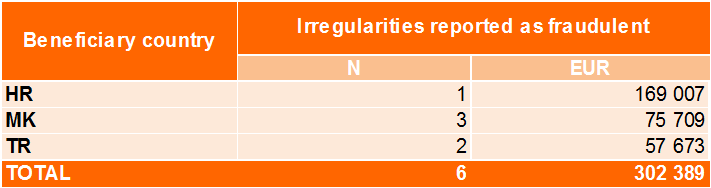 Beneficiary country
Irregularities reported as fraudulent
N EUR
HR 1 169 007
MK 3 75 709
TR 2 57 673
TOTAL 6 302 389